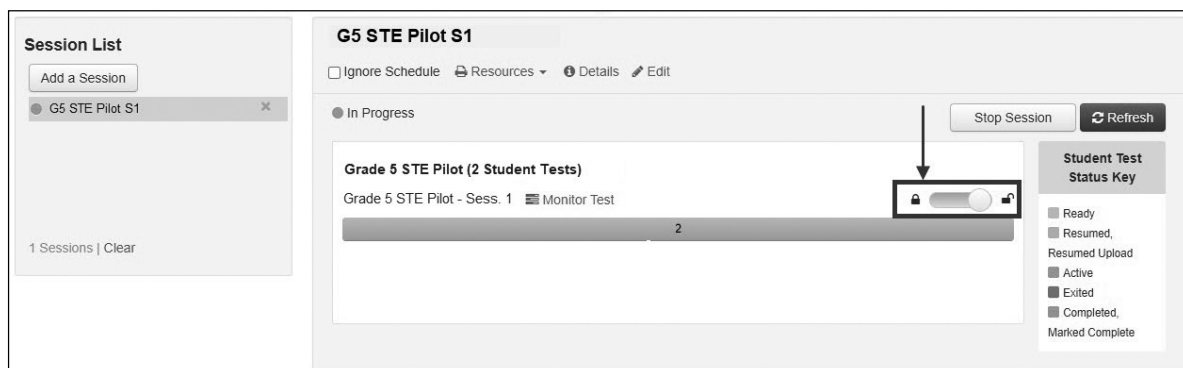 Session List
Add a Session
G5 STE Pilot S1
1 Sessions | Clear
G5 STE Pilot S1
Ignore Schedule Resources Details Edit
In Progress
Stop Session Refresh
Grade 5 STE Pilot (2 Student Tests)
Grade 5 STE Pilot - Sess. 1 Monitor Test
2
Student Test
Status Key
Ready
Resumed,
Resumed Upload
Active
Exited
Completed,
Marked Complete